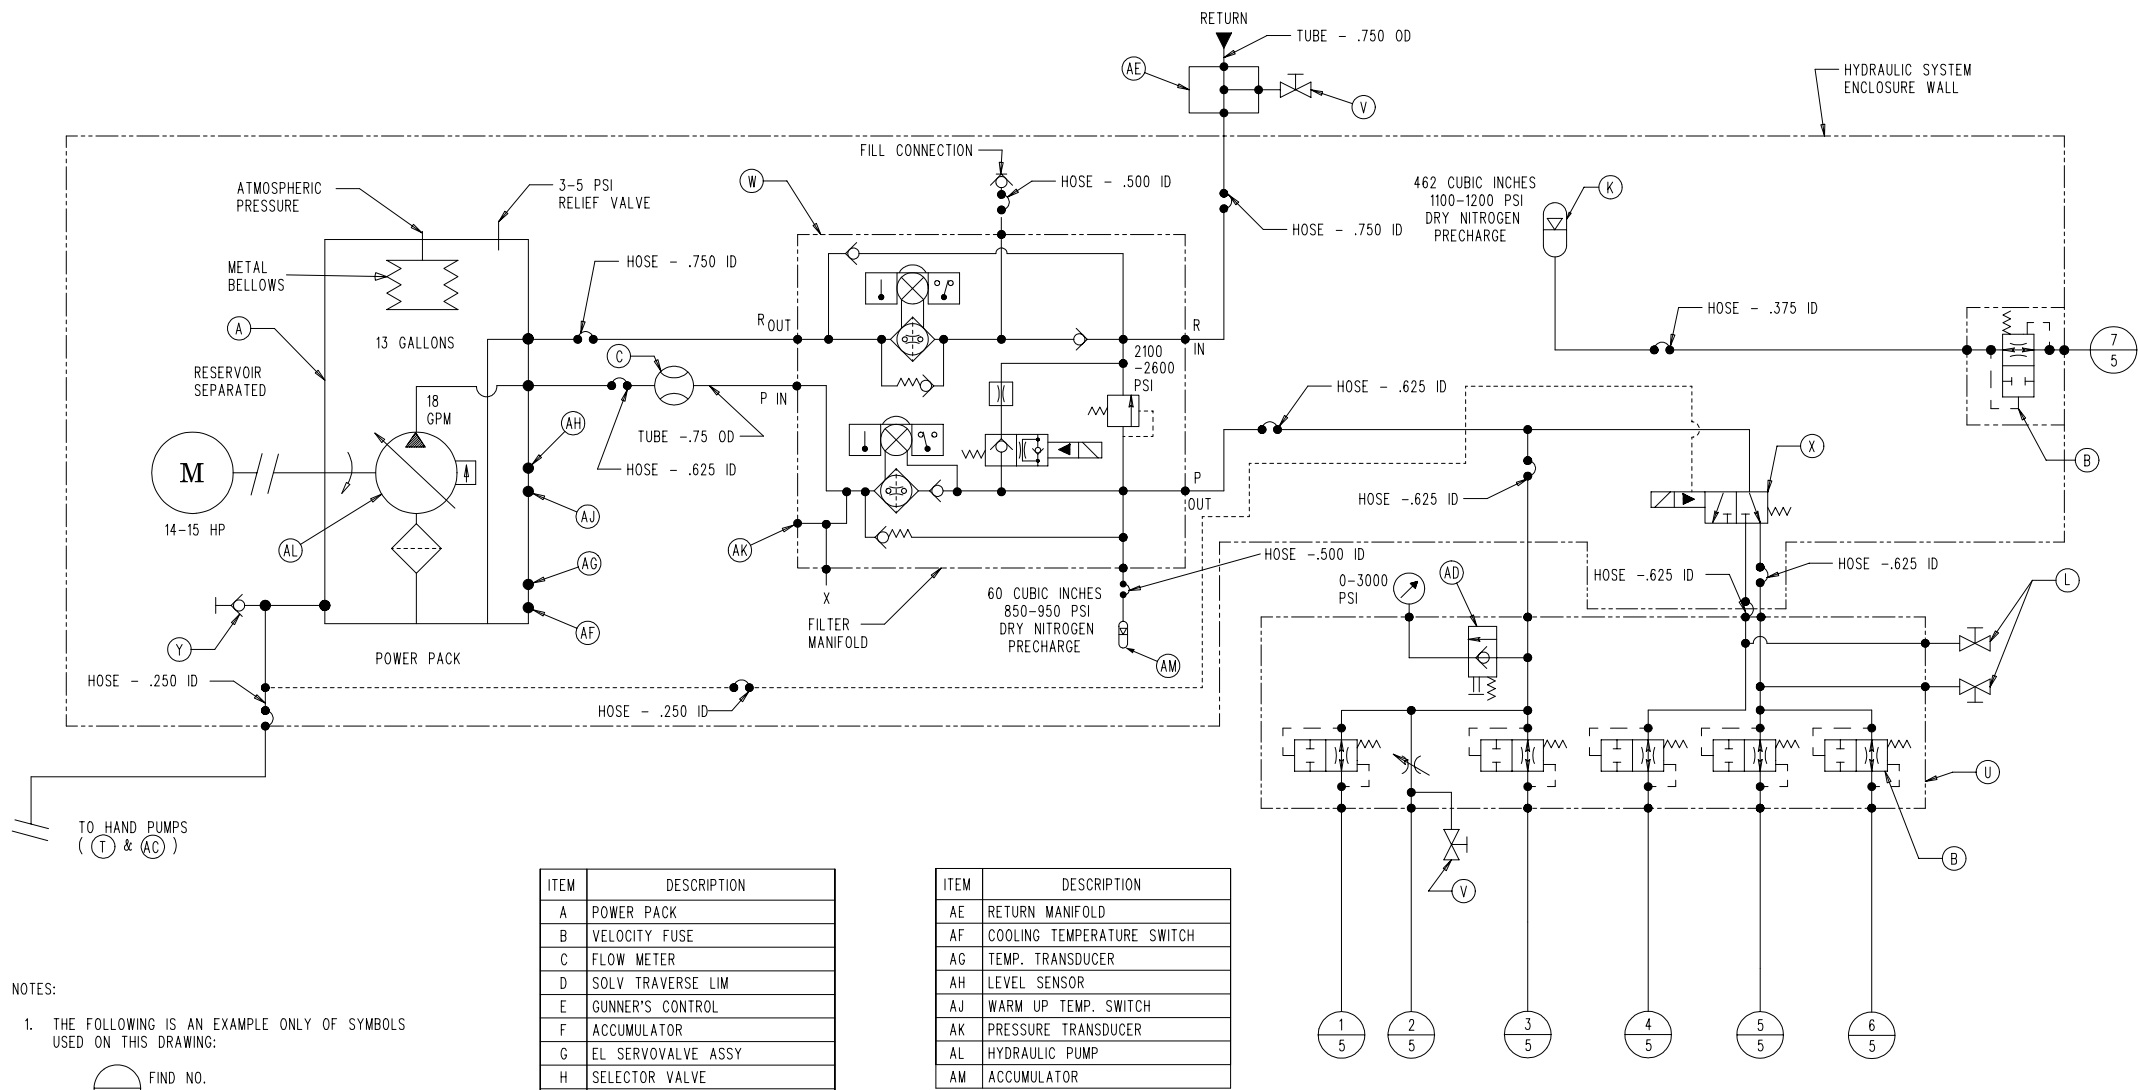 RETURN
TUBE - .750 OD
AE
V
HYDRAULIC SYSTEM
ENCLOSURE WALL
FILL CONNECTION
W
HOSE - .500 ID
ATMOSPHERIC
PRESSURE
3-5 PSI
RELIEF VALVE
462 CUBIC INCHES
1100-1200 PSI
DRY NITROGEN
PRECHARGE
K
HOSE - .750 ID
METAL
BELLOWS
HOSE - .750 ID
A
13 GALLONS
RESERVOIR
SEPARATED
C
R OUT
R
IN
2100
-2600
PSI
HOSE - .375 ID
7
5
P IN
18
GPM
TUBE -.75 OD
HOSE - .625 ID
AH
HOSE - .625 ID
X
B
M
14-15 HP
AL
AJ
P
OUT
HOSE -.625 ID
AK
AG
AF
X
HOSE -.500 ID
0-3000
PSI
AD
HOSE -.625 ID
HOSE -.625 ID
L
60 CUBIC INCHES
850-950 PSI
DRY NITROGEN
PRECHARGE
AM
FILTER
MANIFOLD
Y
POWER PACK
HOSE - .250 ID
HOSE - .250 ID
U
B
V
TO HAND PUMPS
( T & AC )
ITEM DESCRIPTION
A POWER PACK
B VELOCITY FUSE
C FLOW METER
D SOLV TRAVERSE LIM
E GUNNER'S CONTROL
F ACCUMULATOR
G EL SERVOVALVE ASSY
H SELECTOR VALVE
ITEM DESCRIPTION
AE RETURN MANIFOLD
AF COOLING TEMPERATURE SWITCH
AG TEMP. TRANSDUCER
AH LEVEL SENSOR
AJ WARM UP TEMP. SWITCH
AK PRESSURE TRANSDUCER
AL HYDRAULIC PUMP
AM ACCUMULATOR
1
5
2
5
3
5
4
5
5
5
6
5
NOTES:
1. THE FOLLOWING IS AN EXAMPLE ONLY OF SYMBOLS
USED ON THIS DRAWING:
FIND NO.